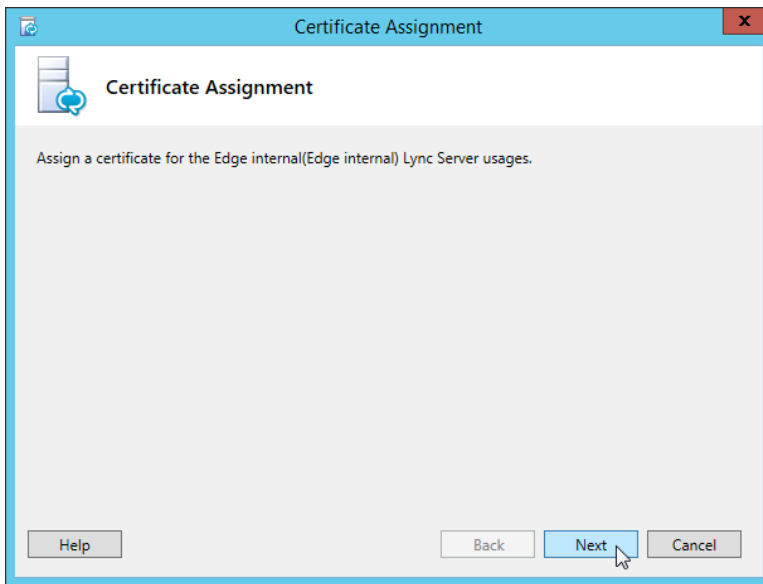 Certificate Assignment
x
Certificate Assignment
Assign a certificate for the Edge internal(Edge internal) Lync Server usages.
Help Back Next Cancel